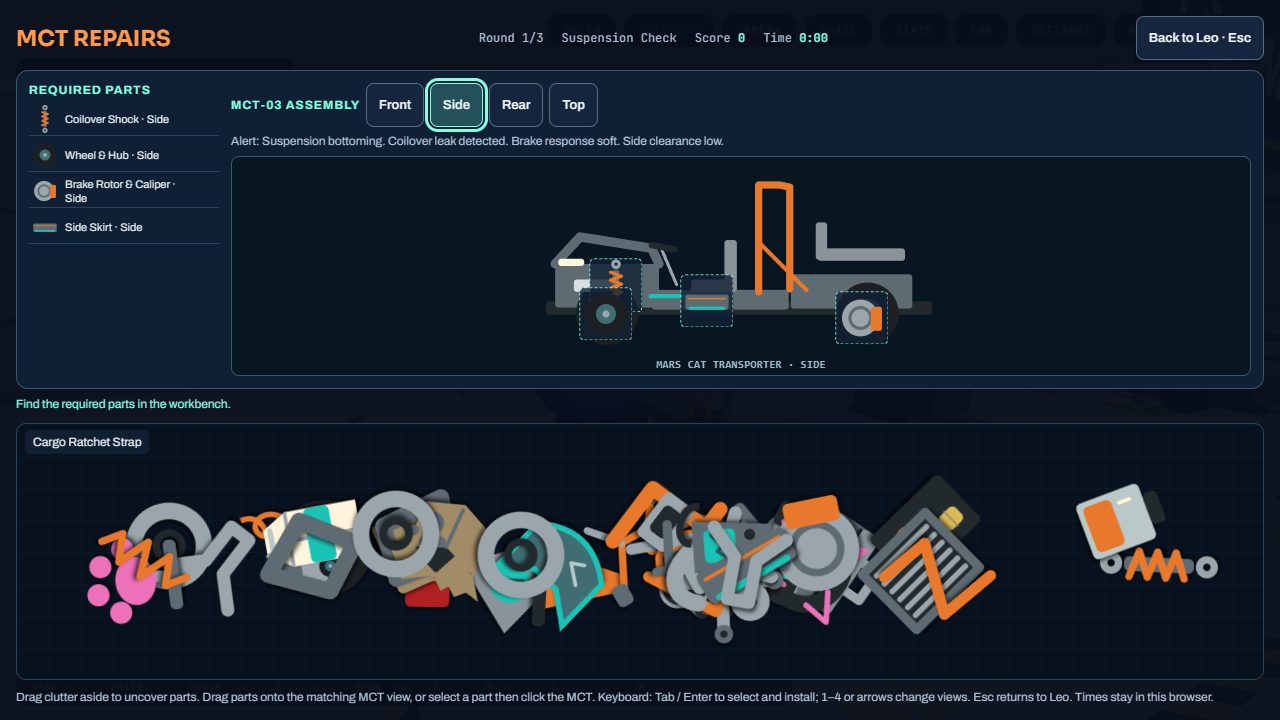 MCT REPAIRS
Round 1/3 Suspension Check Score 0 Time 0:00
Back to Leo · Esc
REQUIRED PARTS
Coilover Shock · Side
Wheel & Hub · Side
Brake Rotor & Caliper ·
Side
Side Skirt · Side
MCT-03 ASSEMBLY
Front
Side
Rear
Top
Alert: Suspension bottoming. Coilover leak detected. Brake response soft. Side clearance low.
MARS CAT TRANSPORTER · SIDE
Find the required parts in the workbench.
Cargo Ratchet Strap
Drag clutter aside to uncover parts. Drag parts onto the matching MCT view, or select a part then click the MCT. Keyboard: Tab / Enter to select and install; 1–4 or arrows change views. Esc returns to Leo. Times stay in this browser.